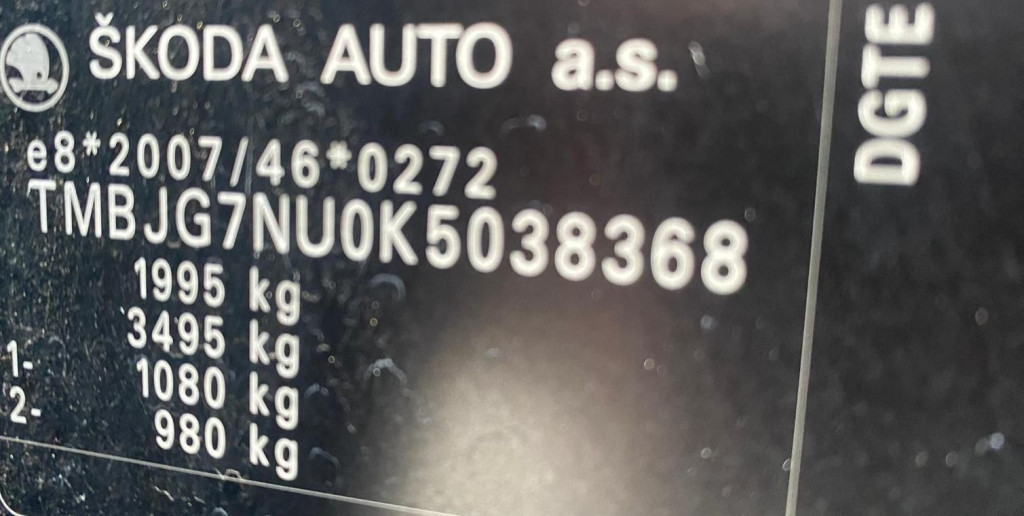 ŠKODA AUTO a.s.
e8*2007/46*0272
TMBJG7NU0K5038368
1995 kg
3495 kg
1- 1080 kg
2- 980 kg
DGTE